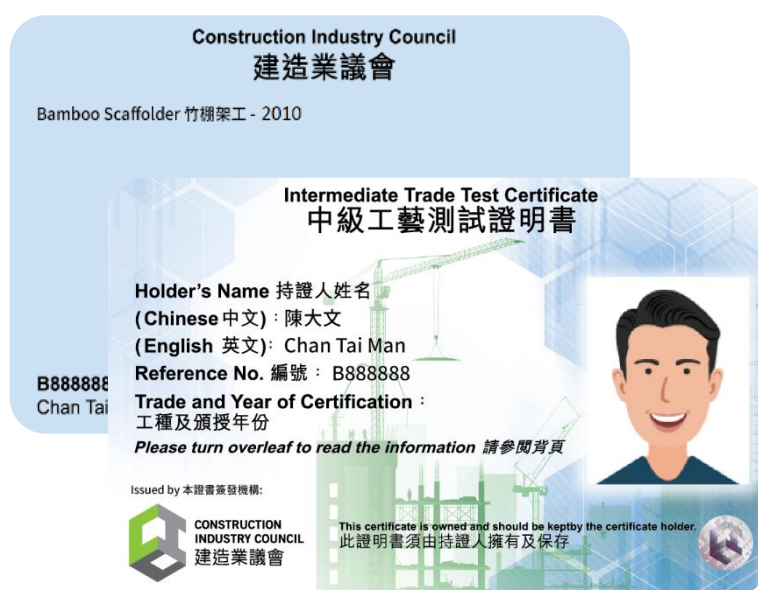 Construction Industry Council
建造業議會
Bamboo Scaffolder 竹棚架工 - 2010
B888888
Chan Tai
Intermediate Trade Test Certificate
中級工藝測試證明書
Holder's Name 持證人姓名
(Chinese 中文)：陳大文
(English 英文): Chan Tai Man
Reference No. 編號： B888888
Trade and Year of Certification：
工種及頒授年份
Please turn overleaf to read the information 請參閱背頁
Issued by 本證書簽發機構:
CONSTRUCTION
INDUSTRY COUNCIL
建造業議會
This certificate is owned and should be keptby the certificate holder.
此證明書須由持證人擁有及保存